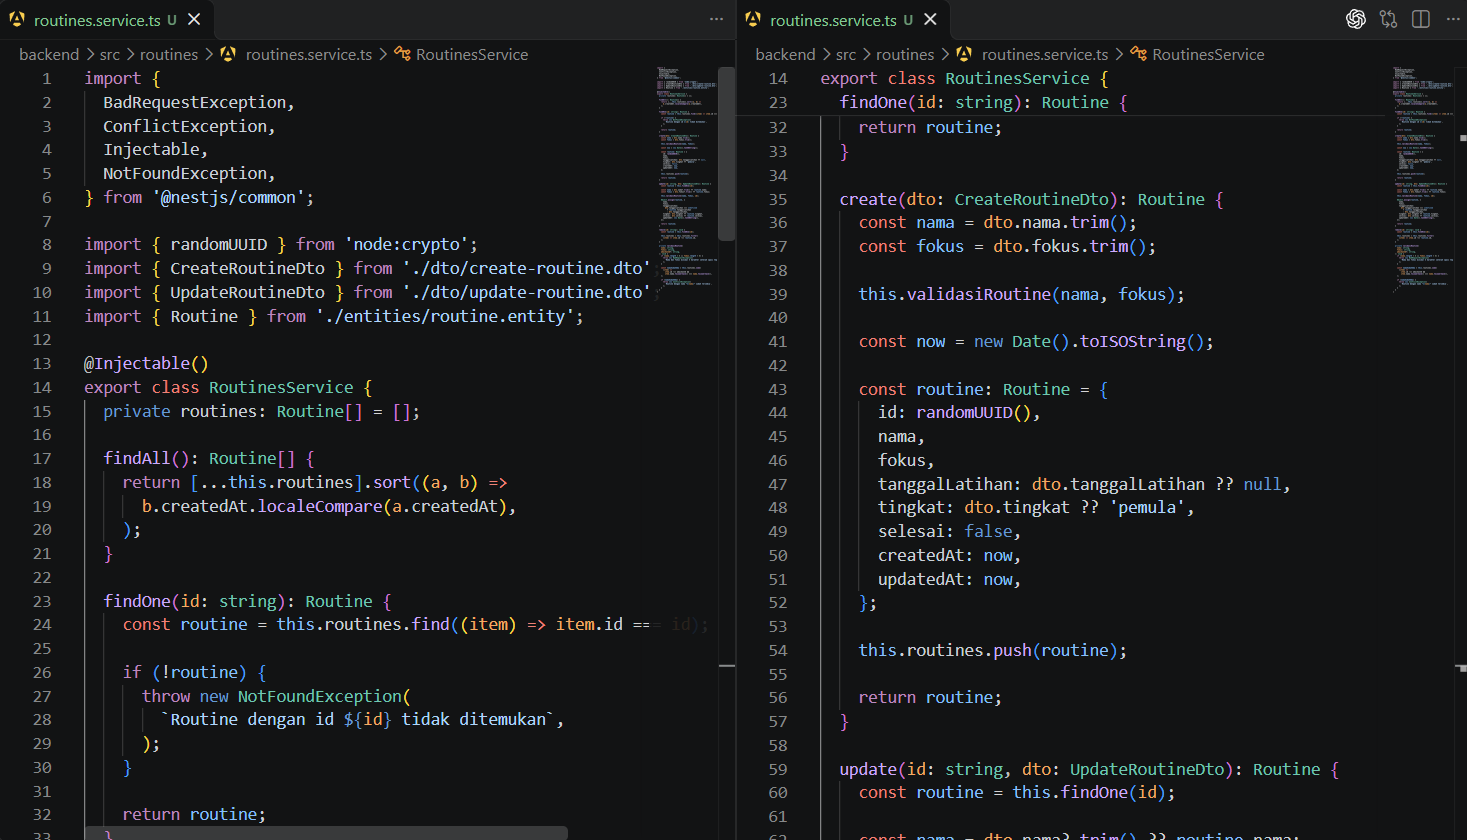 routines.service.ts U
backend > src > routines > routines.service.ts > RoutinesService
1 import {
2 BadRequestException,
3 ConflictException,
4 Injectable,
5 NotFoundException,
6 } from '@nestjs/common';
7
8 import { randomUUID } from 'node:crypto';
9 import { CreateRoutineDto } from './dto/create-routine.dto';
10 import { UpdateRoutineDto } from './dto/update-routine.dto';
11 import { Routine } from './entities/routine.entity';
12
13 @Injectable()
14 export class RoutinesService {
15 private routines: Routine[] = [];
16
17 findAll(): Routine[] {
18 return [...this.routines].sort((a, b) =>
19 b.createdAt.localeCompare(a.createdAt),
20 );
21 }
22
23 findOne(id: string): Routine {
24 const routine = this.routines.find((item) => item.id === id);
25
26 if (!routine) {
27 throw new NotFoundException(
28 `Routine dengan id ${id} tidak ditemukan`,
29 );
30 }
31
32 return routine;
33 }
routines.service.ts U
backend > src > routines > routines.service.ts > RoutinesService
14 export class RoutinesService {
23 findOne(id: string): Routine {
32 return routine;
33 }
34
35 create(dto: CreateRoutineDto): Routine {
36 const nama = dto.nama.trim();
37 const fokus = dto.fokus.trim();
38
39 this.validasiRoutine(nama, fokus);
40
41 const now = new Date().toISOString();
42
43 const routine: Routine = {
44 id: randomUUID(),
45 nama,
46 fokus,
47 tanggalLatihan: dto.tanggalLatihan ?? null,
48 tingkat: dto.tingkat ?? 'pemula',
49 selesai: false,
50 createdAt: now,
51 updatedAt: now,
52 };
53
54 this.routines.push(routine);
55
56 return routine;
57 }
58
59 update(id: string, dto: UpdateRoutineDto): Routine {
60 const routine = this.findOne(id);
61
62 const nama = dto.nama?.trim() ?? routine.nama;